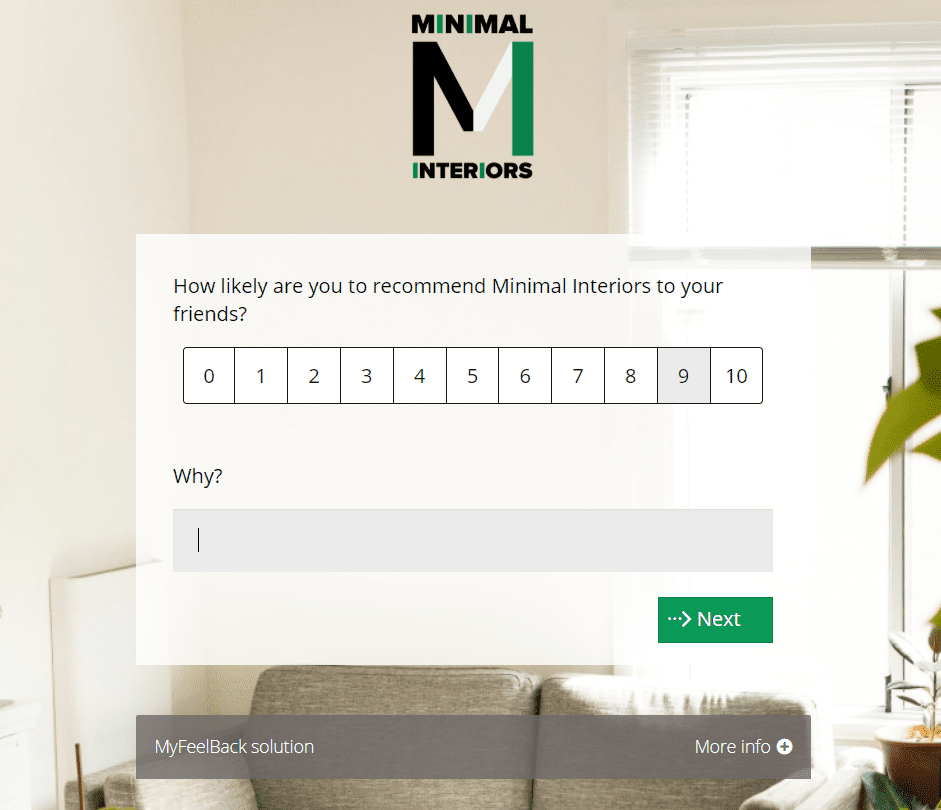 MINIMAL
M
INTERIORS
How likely are you to recommend Minimal Interiors to your
friends?
0 1 2 3 4 5 6 7 8 9 10
Why?
Next
MyFeelBack solution More info